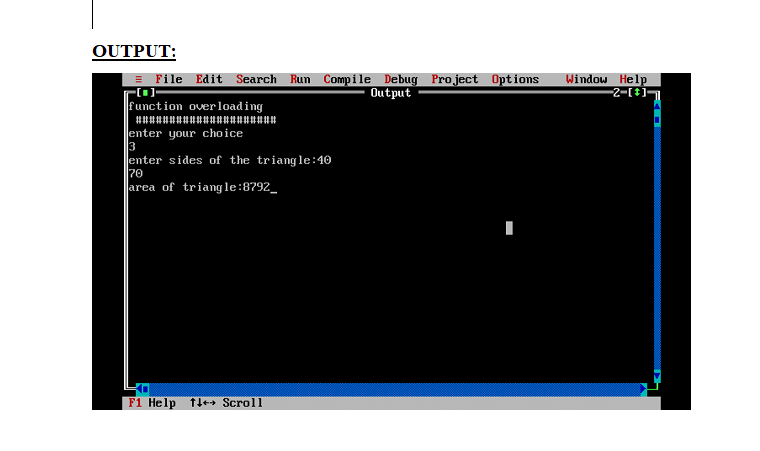 OUTPUT:
≡ File Edit Search Run Compile Debug Project Options Window Help
[■] Output 2=[↕]
function overloading
#####################
enter your choice
3
enter sides of the triangle:40
70
area of triangle:8792_
F1 Help ↑↓↔ Scroll